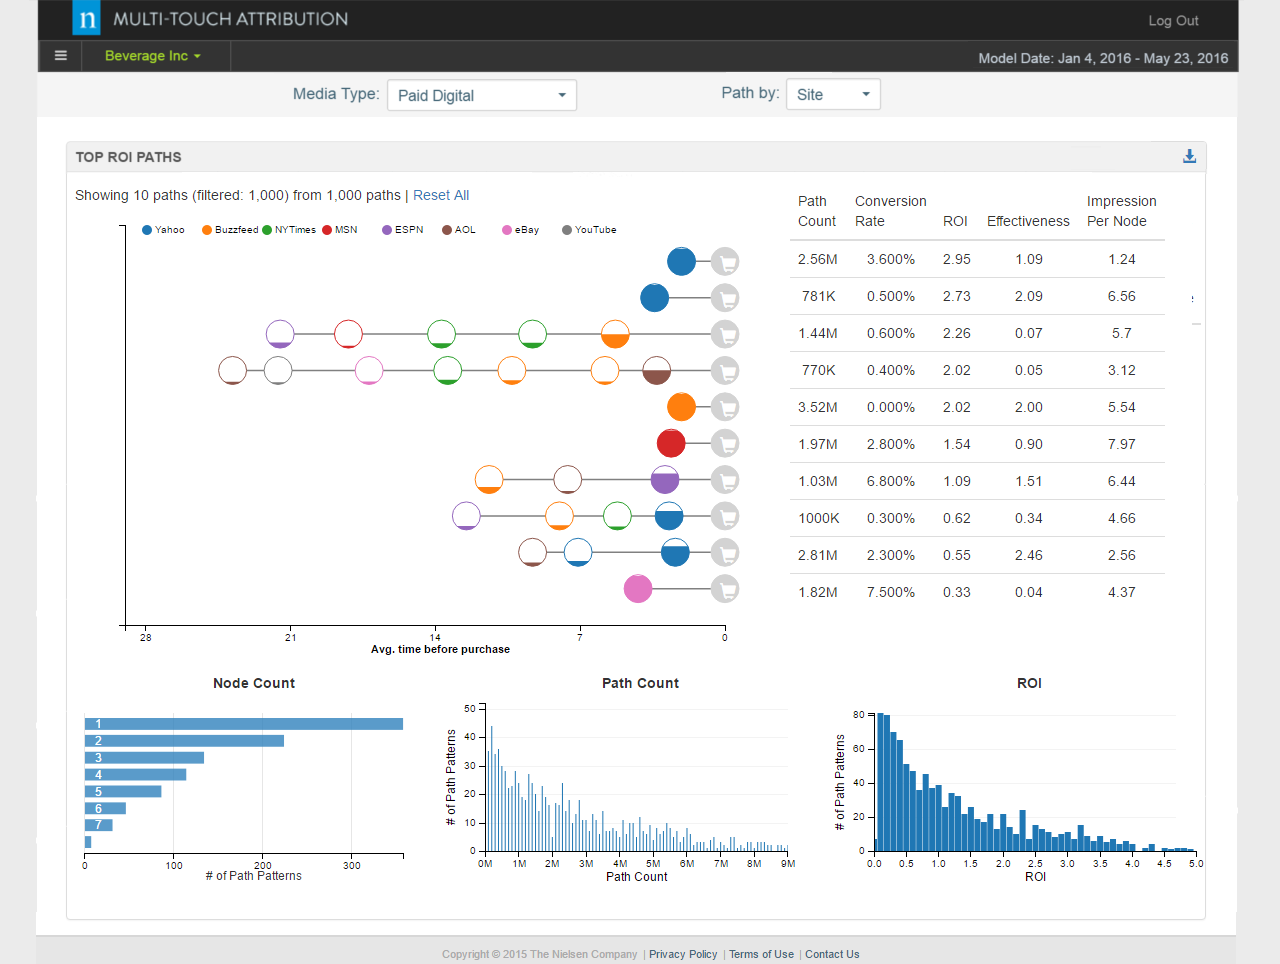 n MULTI-TOUCH ATTRIBUTION
Log Out
Beverage Inc
Model Date: Jan 4, 2016 - May 23, 2016
Media Type: Paid Digital
Path by: Site
TOP ROI PATHS
Showing 10 paths (filtered: 1,000) from 1,000 paths | Reset All
Yahoo Buzzfeed NYTimes MSN ESPN AOL eBay YouTube
28 21 14 7 0
Avg. time before purchase
Path Count Conversion Rate ROI Effectiveness Impression Per Node
2.56M 3.600% 2.95 1.09 1.24
781K 0.500% 2.73 2.09 6.56
1.44M 0.600% 2.26 0.07 5.7
770K 0.400% 2.02 0.05 3.12
3.52M 0.000% 2.02 2.00 5.54
1.97M 2.800% 1.54 0.90 7.97
1.03M 6.800% 1.09 1.51 6.44
1000K 0.300% 0.62 0.34 4.66
2.81M 2.300% 0.55 2.46 2.56
1.82M 7.500% 0.33 0.04 4.37
Node Count
1
2
3
4
5
6
7
0 100 200 300
# of Path Patterns
Path Count
# of Path Patterns
50
40
30
20
10
0
0M 1M 2M 3M 4M 5M 6M 7M 8M 9M
Path Count
ROI
# of Path Patterns
80
60
40
20
0
0.0 0.5 1.0 1.5 2.0 2.5 3.0 3.5 4.0 4.5 5.0
ROI
Copyright © 2015 The Nielsen Company | Privacy Policy | Terms of Use | Contact Us